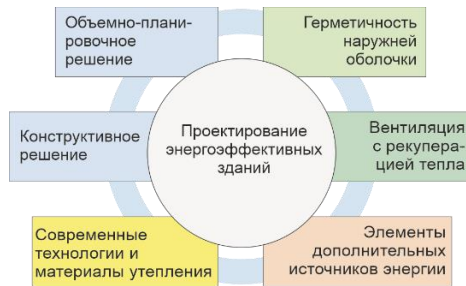 Объемно-плани-
ровочное
решение
Герметичность
наружней
оболочки
Конструктивное
решение
Проектирование
энергоэффективных
зданий
Вентиляция
с рекупера-
цией тепла
Современные
технологии и
материалы утепления
Элементы
дополнительных
источников энергии